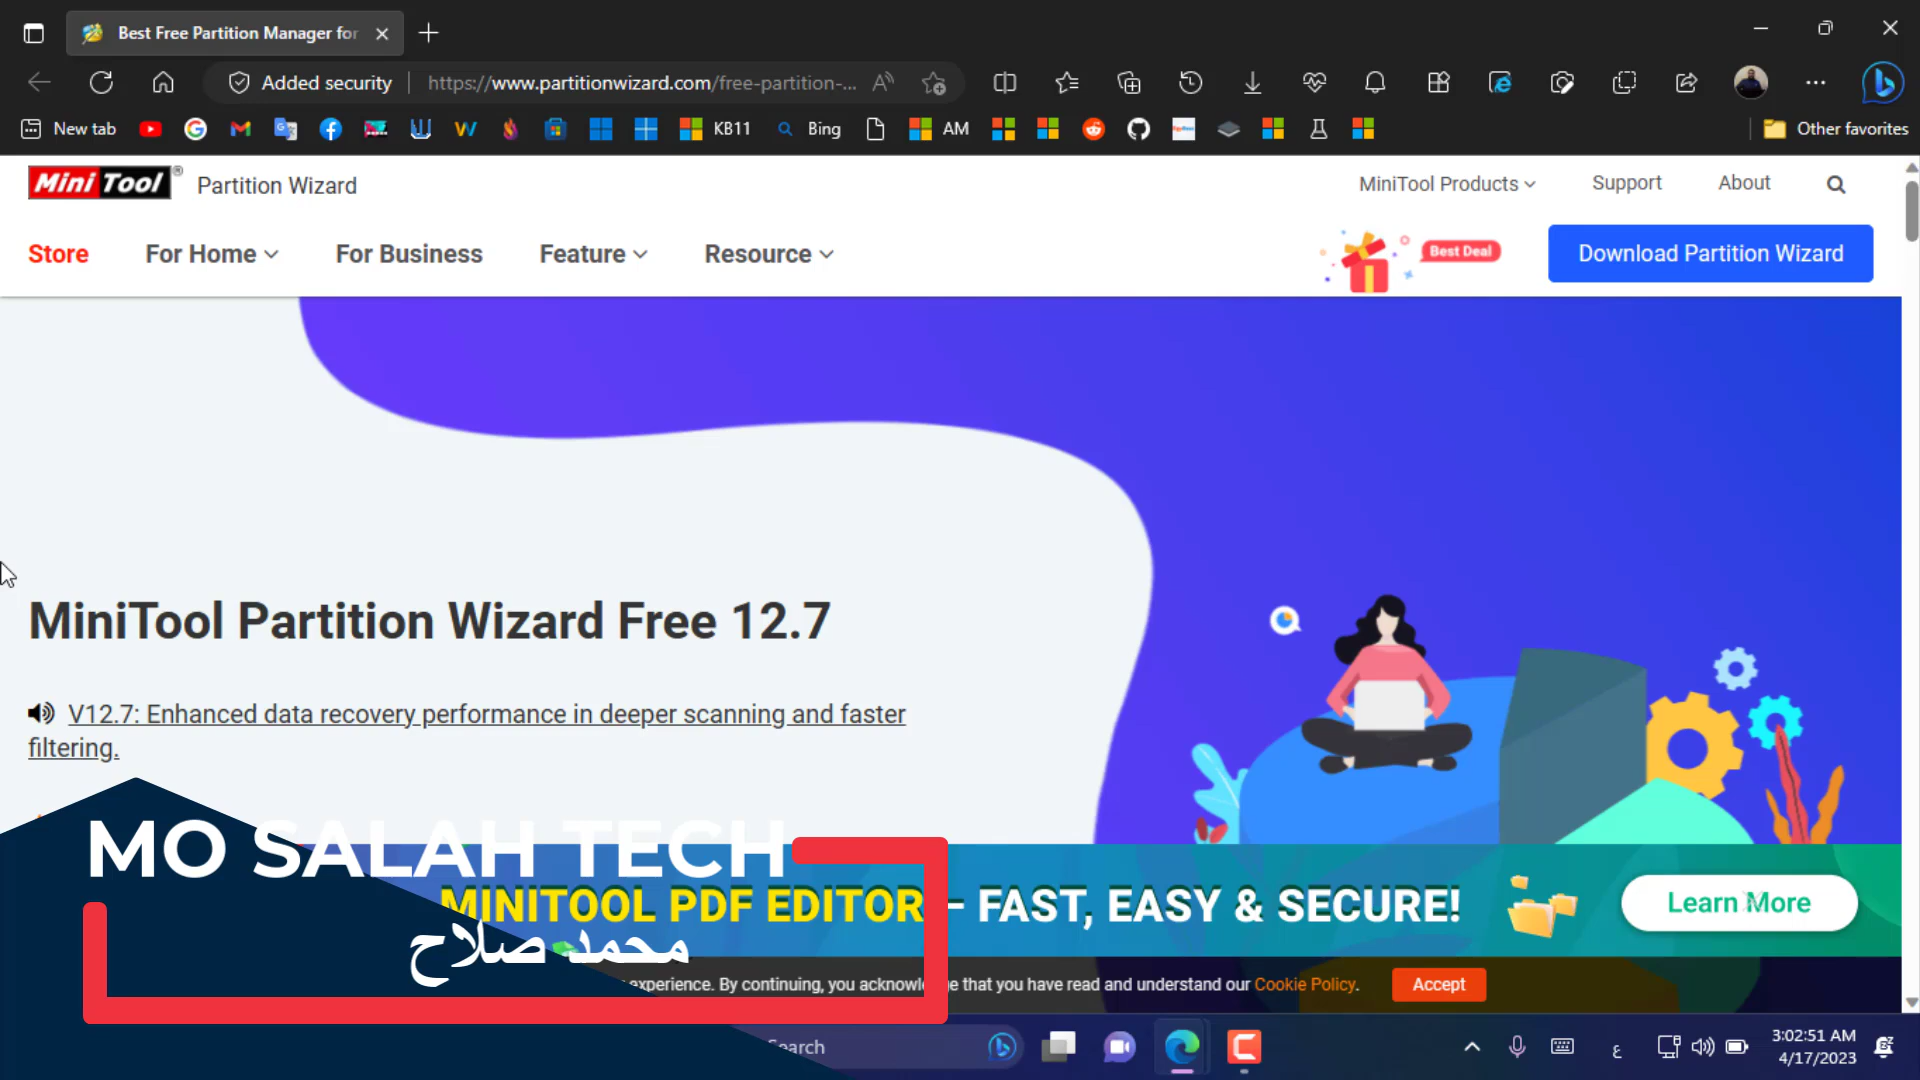 Best Free Partition Manager for
Added security
https://www.partitionwizard.com/free-partition-...
New tab
KB11
Bing
AM
Other favorites
MiniTool® Partition Wizard
MiniTool Products
Support
About
Store
For Home
For Business
Feature
Resource
Best Deal
Download Partition Wizard
MiniTool Partition Wizard Free 12.7
V12.7: Enhanced data recovery performance in deeper scanning and faster
filtering.
MO SALAH TECH
محمد صلاح
MINITOOL PDF EDITOR – FAST, EASY & SECURE!
Learn More
experience. By continuing, you acknowledge that you have read and understand our Cookie Policy.
Accept
Search
ع
3:02:51 AM
4/17/2023